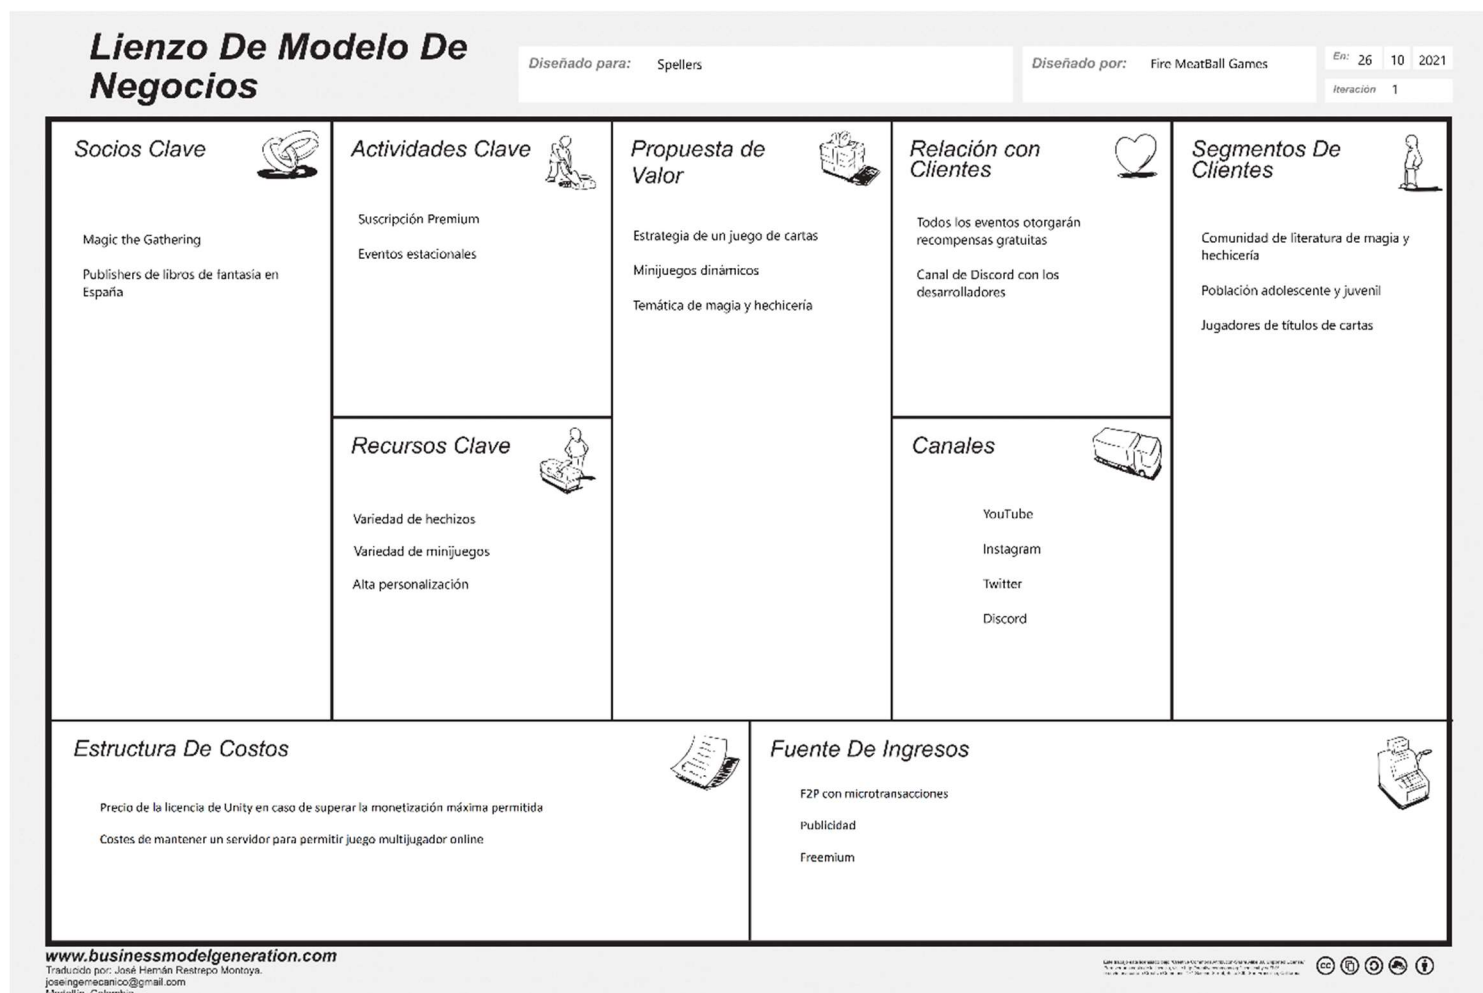 Lienzo De Modelo De
Negocios
Diseñado para: Spellers
Diseñado por: Fire MeatBall Games
En: 26 10 2021
Iteración 1
Socios Clave
Magic the Gathering
Publishers de libros de fantasía en
España
Actividades Clave
Suscripción Premium
Eventos estacionales
Recursos Clave
Variedad de hechizos
Variedad de minijuegos
Alta personalización
Propuesta de
Valor
Estrategia de un juego de cartas
Minijuegos dinámicos
Temática de magia y hechicería
Relación con
Clientes
Todos los eventos otorgarán
recompensas gratuitas
Canal de Discord con los
desarrolladores
Canales
YouTube
Instagram
Twitter
Discord
Segmentos De
Clientes
Comunidad de literatura de magia y
hechicería
Población adolescente y juvenil
Jugadores de títulos de cartas
Estructura De Costos
Precio de la licencia de Unity en caso de superar la monetización máxima permitida
Costes de mantener un servidor para permitir juego multijugador online
Fuente De Ingresos
F2P con microtransacciones
Publicidad
Freemium
www.businessmodelgeneration.com
Traducido por: José Hernán Restrepo Montoya.
joseingemecanico@gmail.com
Medellín, Colombia